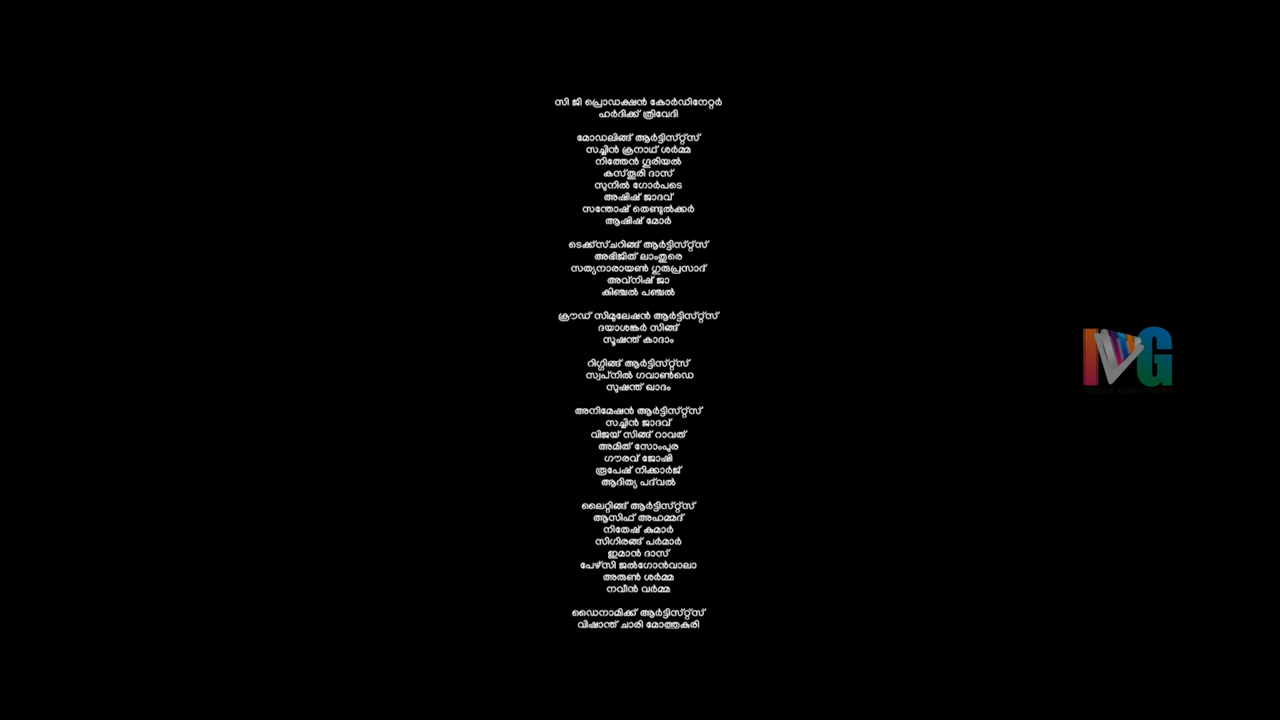 സി ജി പ്രൊഡക്ഷൻ കോർഡിനേറ്റർ
ഹർദിക്ക് ത്രിവേദി
മോഡലിങ്ങ് ആർട്ടിസ്റ്റ്സ്
സച്ചിൻ ക്രനാഥ് ശർമ്മ
നിത്തേൻ ഗൂരിയൽ
കസ്തൂരി ദാസ്
സുനിൽ ഗോർപടെ
അഷിഷ് ജാദവ്
സന്തോഷ് തെണ്ടുൽക്കർ
ആഷിഷ് മോർ
ടെക്ക്സ്ചറിങ്ങ് ആർട്ടിസ്റ്റ്സ്
അഭിജിത് ലാംതുരെ
സത്യനാരായൺ ഗുരുപ്രസാദ്
അവ്നിഷ് ജാ
കിഞ്ചൽ പഞ്ചൽ
ക്രൗഡ് സിമുലേഷൻ ആർട്ടിസ്റ്റ്സ്
ദയാശങ്കർ സിങ്ങ്
സൂഷന്ത് കാദാം
റിഗ്ഗിങ്ങ് ആർട്ടിസ്റ്റ്സ്
സ്വപ്നിൽ ഗവാൺഡെ
സുഷന്ത് ഖാദം
അനിമേഷൻ ആർട്ടിസ്റ്റ്സ്
സച്ചിൻ ജാദവ്
വിജയ് സിങ്ങ് റാവത്
അമിത് സോംപുര
ഗൗരവ് ജോഷി
രൂപേഷ് നിക്കാർജ്
ആദിത്യ പദ്വൽ
ലൈറ്റിങ്ങ് ആർട്ടിസ്റ്റ്സ്
ആസിഫ് അഹമ്മദ്
നിതേഷ് കുമാർ
സിഗിരങ്ങ് പർമാർ
ഇമാൻ ദാസ്
പേഴ്സി ജൽഗോൻവാലാ
അരുൺ ശർമ്മ
നവീൻ വർമ്മ
ഡൈനാമിക്ക് ആർട്ടിസ്റ്റ്സ്
വിഷാന്ത് ചാരി മോത്തകുരി